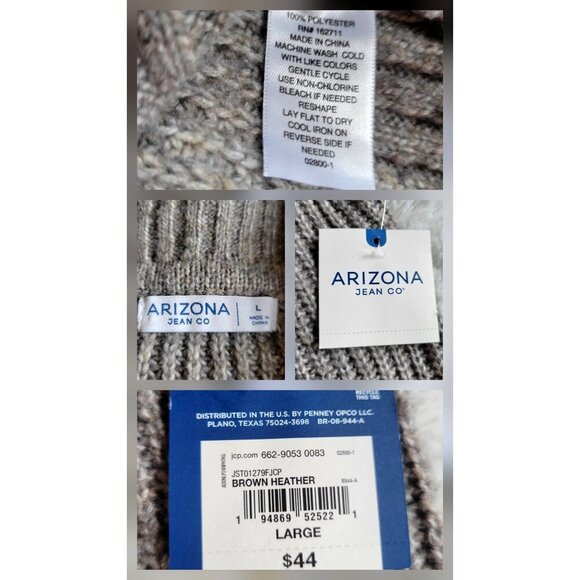 100% POLYESTER
RN# 162711
MADE IN CHINA
MACHINE WASH COLD
WITH LIKE COLORS
GENTLE CYCLE
USE NON-CHLORINE
BLEACH IF NEEDED
RESHAPE
LAY FLAT TO DRY
COOL IRON ON
REVERSE SIDE IF
NEEDED
02800-1
ARIZONA
JEAN CO
L
MADE IN
CHINA
ARIZONA
JEAN CO
RECYCLE
THIS TAG
DISTRIBUTED IN THE U.S. BY PENNEY OPCO LLC.
PLANO, TEXAS 75024-3698 BR-08-944-A
jcp.com 662-9053 0083 02800-1
JST01279FJCP
BROWN HEATHER 8944-A
1 94869 52522 1
LARGE
$44